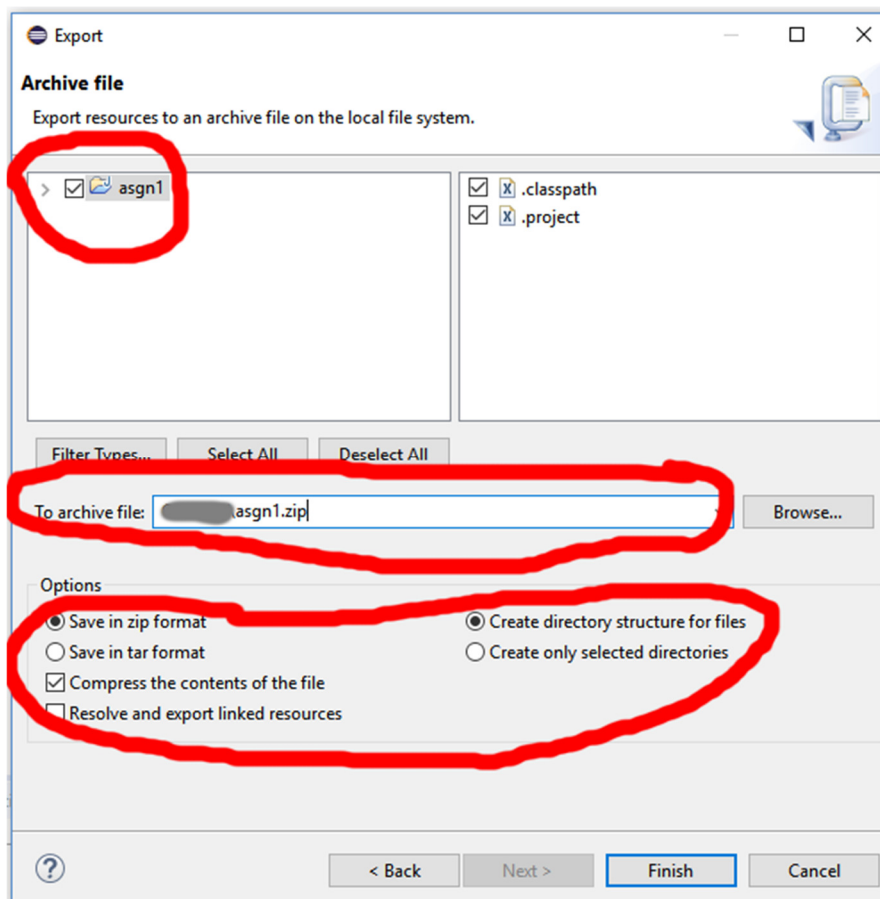 Export
Archive file
Export resources to an archive file on the local file system.
asgn1
.classpath
.project
Filter Types... Select All Deselect All
To archive file: \asgn1.zip Browse...
Options
Save in zip format Create directory structure for files
Save in tar format Create only selected directories
Compress the contents of the file
Resolve and export linked resources
? < Back Next > Finish Cancel